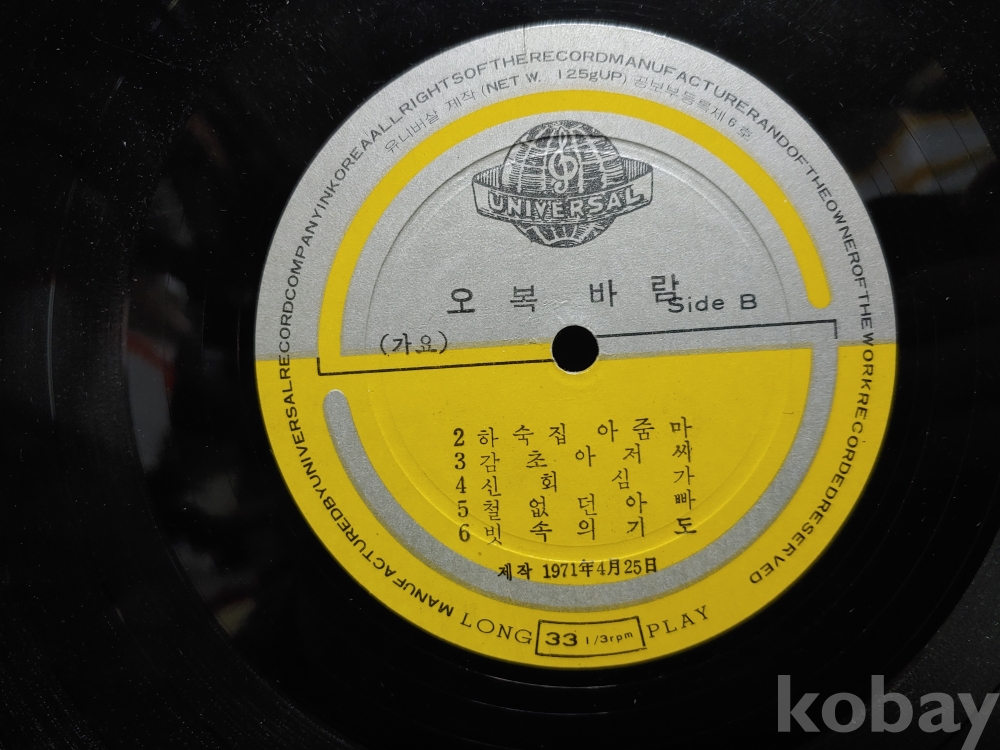 MANUFACTUREDBYUNIVERSALRECORDCOMPANYINKOREAALLRIGHTSOFTHERECORDMANUFACTURERANDOFTHEOWNEROFTHEWORKRECORDEDRESERVED
유니버살 제작 (NET W. 125gUP) 공보부등록제6호
UNIVERSAL
오복 바람
Side B
(가요)
2 하숙집 아줌마
3 감초아저싸
4 신회심가
5 철없던아빠
6 빗속의기도
제작 1971年4月25日
LONG 33 1/3rpm PLAY
kobay